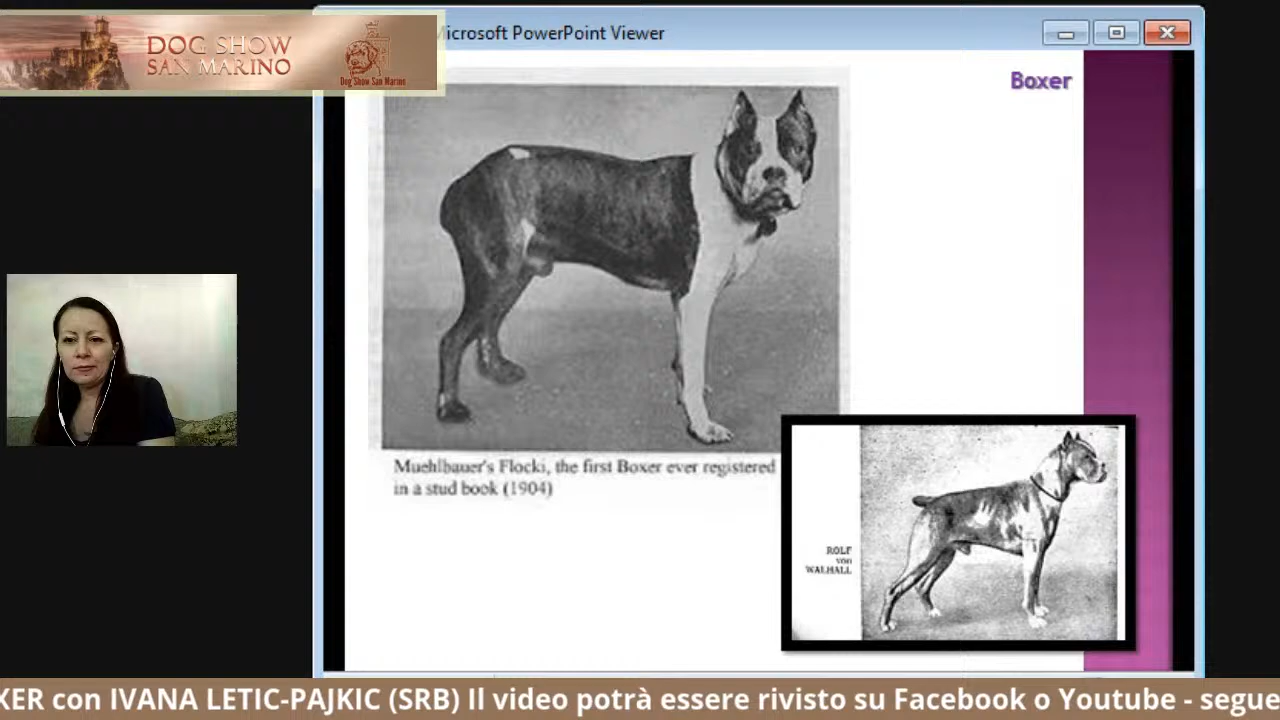 DOG SHOW
SAN MARINO
Dog Show San Marino
Microsoft PowerPoint Viewer
Boxer
Muehlbauer's Flocki, the first Boxer ever registered
in a stud book (1904)
ROLF
VON
WALHALL
XER con IVANA LETIC-PAJKIC (SRB) Il video potrà essere rivisto su Facebook o Youtube - segue